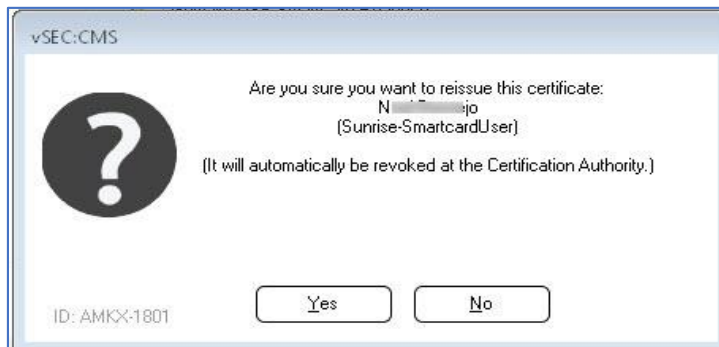 vSEC:CMS
Are you sure you want to reissue this certificate:
(Sunrise-SmartcardUser)
(It will automatically be revoked at the Certification Authority.)
Yes
No
ID: AMKX-1801